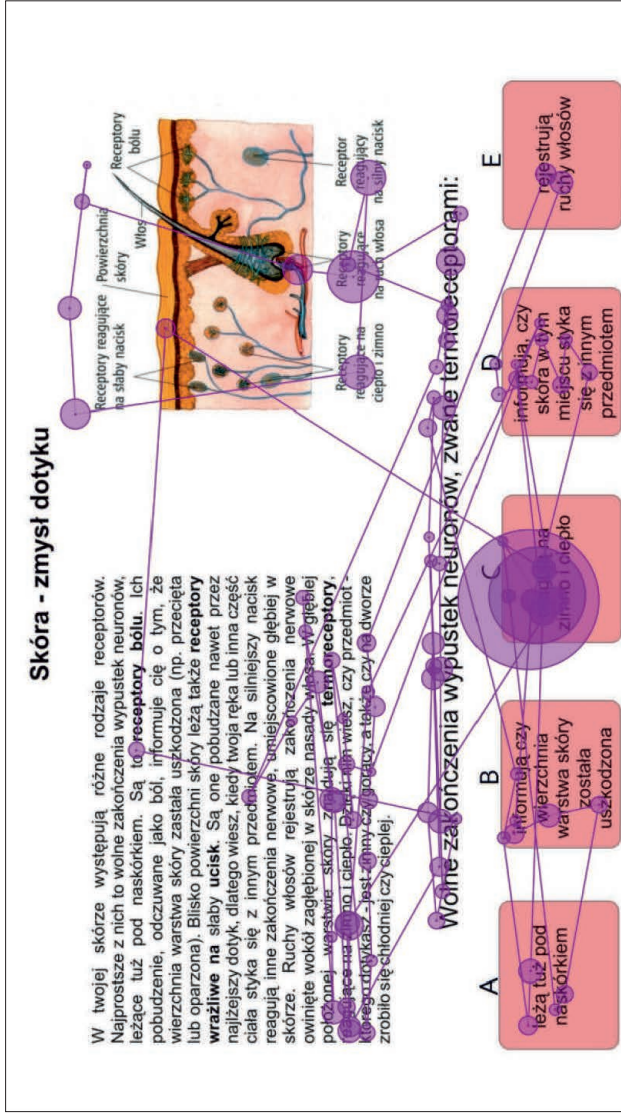 Skóra - zmysł dotyku
W twojej skórze występują różne rodzaje receptorów.
Najprostsze z nich to wolne zakończenia wypustek neuronów,
leżące tuż pod naskórkiem. Są to receptory bólu. Ich
pobudzenie, odczuwane jako ból, informuje cię o tym, że
wierzchnia warstwa skóry zastała uszkodzona (np. przecięta
lub oparzona). Blisko powierzchni skóry leżą także receptory
wrażliwe na słaby ucisk. Są one pobudzane nawet przez
najlżejszy dotyk, dlatego wiesz, kiedy twoja ręka lub inna część
ciała styka się z innym przedmiotem. Na silniejszy nacisk
reagują inne zakończenia nerwowe, umiejscowione głębiej w
skórze. Ruchy włosów rejestrują zakończenia nerwowe
owinięte wokół zagłębionej w skórze nasady włosa. W głębiej
położonej warstwie skóry znajdują się termoreceptory,
reagujące na zimno i ciepło. Dzięki nim wiesz, czy przedmiot -
którego dotykasz - jest zimny czy gorący, a także czy na dworze
zrobiło się chłodniej czy cieplej.
Receptory reagujące
na słaby nacisk
Powierzchnia
skóry
Włos
Receptory
bólu
Receptory
reagujące na
ciepło i zimno
Receptory
reagujące
na ruch włosa
Receptor
reagujący
na silny nacisk
Wolne zakończenia wypustek neuronów, zwane termoreceptorami:
A
leżą tuż pod
naskórkiem
B
informują czy
wierzchnia
warstwa skóry
została
uszkodzona
C
na
zimno i ciepło
D
informują, czy
skóra w tym
miejscu styka
się z innym
przedmiotem
E
rejestrują
ruchy włosów